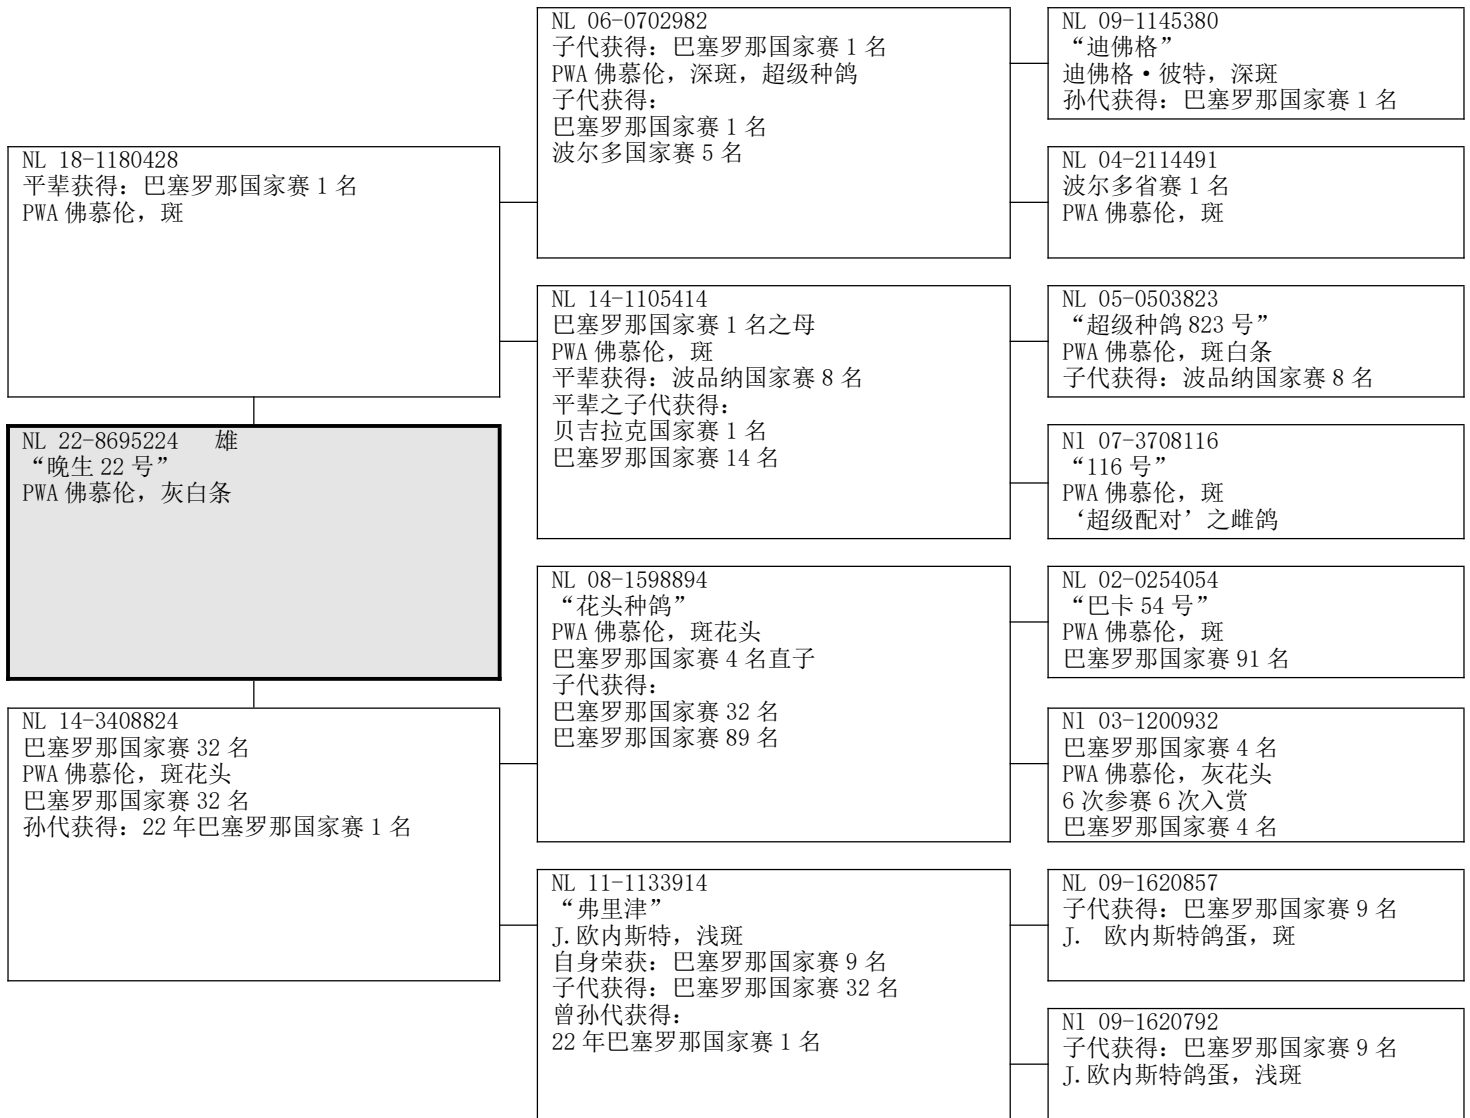 NL 18-1180428
平辈获得：巴塞罗那国家赛 1 名
PWA 佛慕伦，斑
NL 22-8695224 雄
“晚生 22 号”
PWA 佛慕伦，灰白条
NL 14-3408824
巴塞罗那国家赛 32 名
PWA 佛慕伦，斑花头
巴塞罗那国家赛 32 名
孙代获得：22 年巴塞罗那国家赛 1 名
NL 06-0702982
子代获得：巴塞罗那国家赛 1 名
PWA 佛慕伦，深斑，超级种鸽
子代获得：
巴塞罗那国家赛 1 名
波尔多国家赛 5 名
NL 14-1105414
巴塞罗那国家赛 1 名之母
PWA 佛慕伦，斑
平辈获得：波品纳国家赛 8 名
平辈之子代获得：
贝吉拉克国家赛 1 名
巴塞罗那国家赛 14 名
NL 08-1598894
“花头种鸽”
PWA 佛慕伦，斑花头
巴塞罗那国家赛 4 名直子
子代获得：
巴塞罗那国家赛 32 名
巴塞罗那国家赛 89 名
NL 11-1133914
“弗里津”
J.欧内斯特，浅斑
自身荣获：巴塞罗那国家赛 9 名
子代获得：巴塞罗那国家赛 32 名
曾孙代获得：
22 年巴塞罗那国家赛 1 名
NL 09-1145380
“迪佛格”
迪佛格·彼特，深斑
孙代获得：巴塞罗那国家赛 1 名
NL 04-2114491
波尔多省赛 1 名
PWA 佛慕伦，斑
NL 05-0503823
“超级种鸽 823 号”
PWA 佛慕伦，斑白条
子代获得：波品纳国家赛 8 名
Nl 07-3708116
“116 号”
PWA 佛慕伦，斑
‘超级配对’之雌鸽
NL 02-0254054
“巴卡 54 号”
PWA 佛慕伦，斑
巴塞罗那国家赛 91 名
Nl 03-1200932
巴塞罗那国家赛 4 名
PWA 佛慕伦，灰花头
6 次参赛 6 次入赏
巴塞罗那国家赛 4 名
NL 09-1620857
子代获得：巴塞罗那国家赛 9 名
J. 欧内斯特鸽蛋，斑
Nl 09-1620792
子代获得：巴塞罗那国家赛 9 名
J.欧内斯特鸽蛋，浅斑